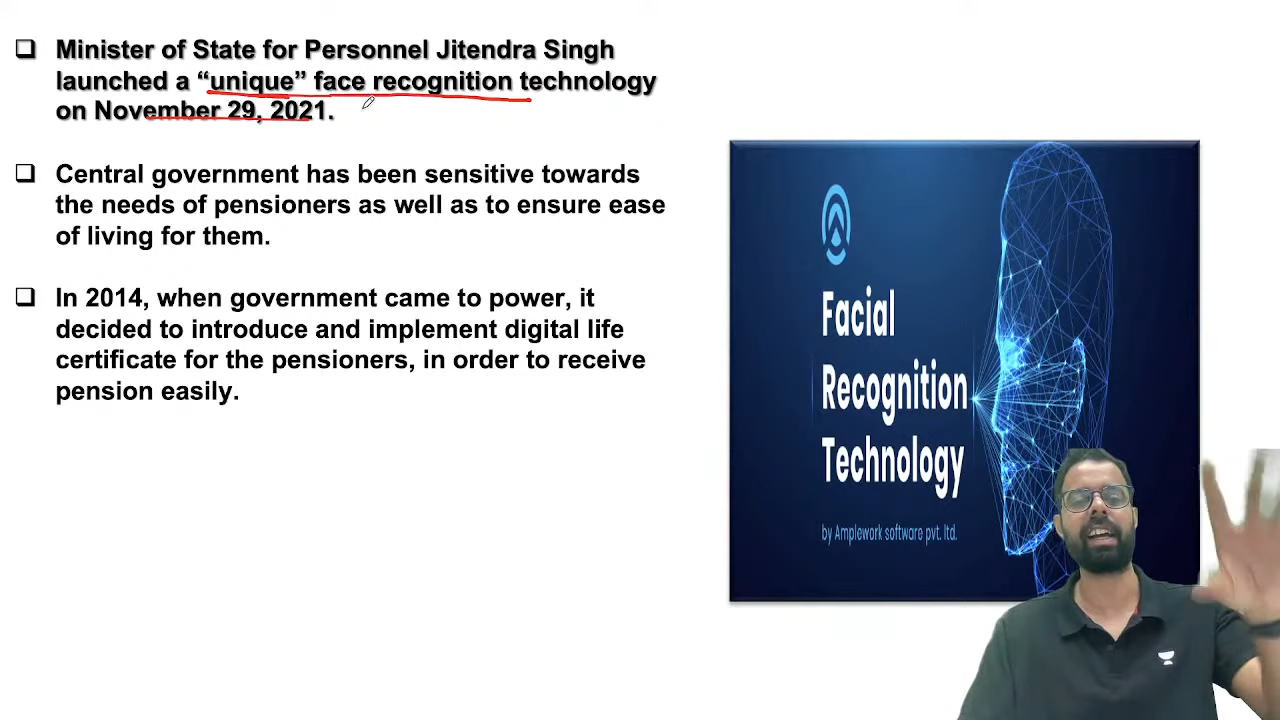 Minister of State for Personnel Jitendra Singh
launched a “unique” face recognition technology
on November 29, 2021.
Central government has been sensitive towards
the needs of pensioners as well as to ensure ease
of living for them.
In 2014, when government came to power, it
decided to introduce and implement digital life
certificate for the pensioners, in order to receive
pension easily.
Facial
Recognition
Technology
by Amplework software pvt. ltd.